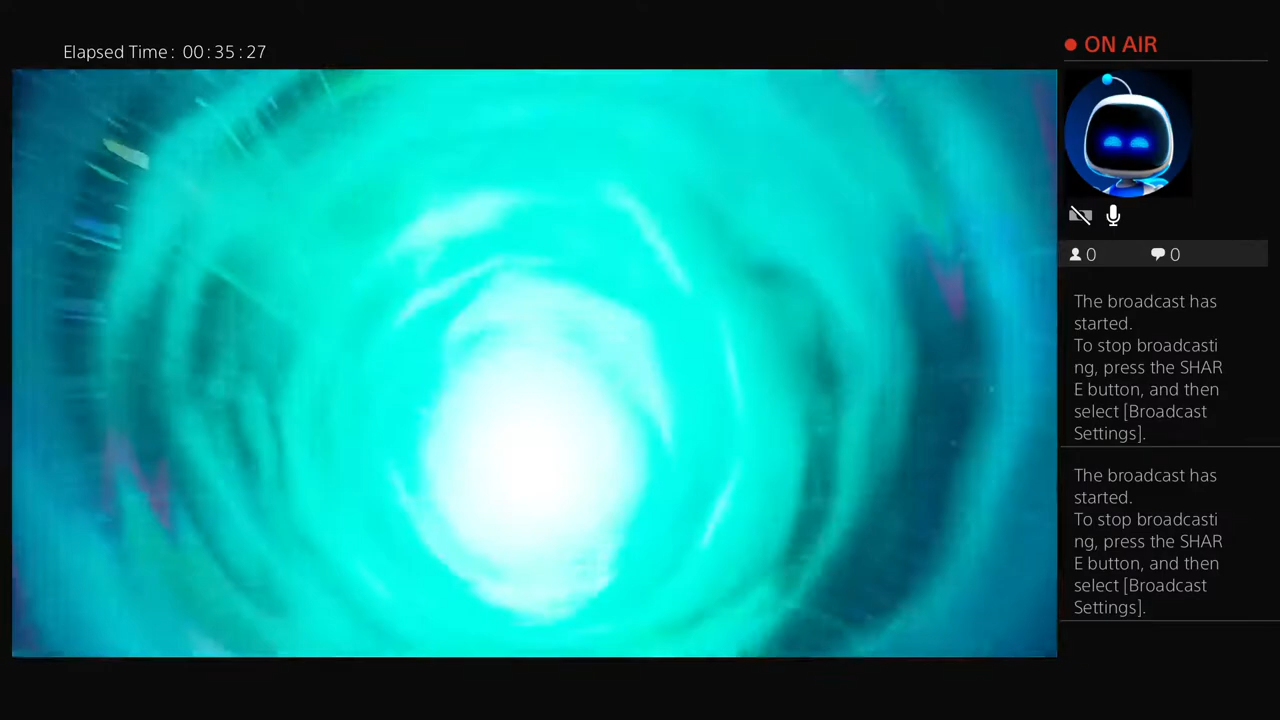 Elapsed Time: 00:35:27
ON AIR
0
0
The broadcast has
started.
To stop broadcasti
ng, press the SHAR
E button, and then
select [Broadcast
Settings].
The broadcast has
started.
To stop broadcasti
ng, press the SHAR
E button, and then
select [Broadcast
Settings].